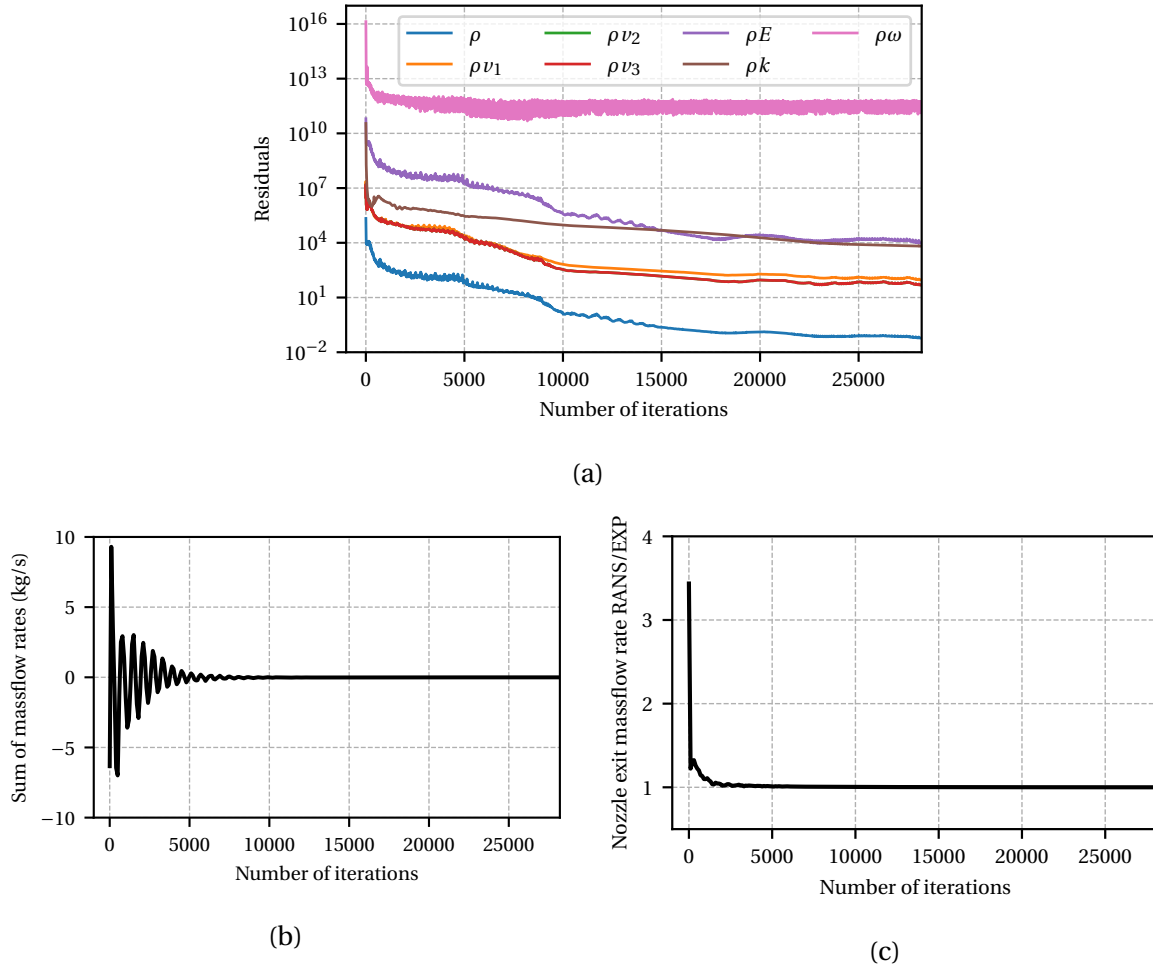 10^16
10^13
10^10
10^7
10^4
10^1
10^−2
Residuals
ρ
ρv₂
ρE
ρω
ρv₁
ρv₃
ρk
0 5000 10000 15000 20000 25000
Number of iterations
(a)
10
5
0
−5
−10
Sum of massflow rates (kg/s)
0 5000 10000 15000 20000 25000
Number of iterations
(b)
4
3
2
1
Nozzle exit massflow rate RANS/EXP
0 5000 10000 15000 20000 25000
Number of iterations
(c)